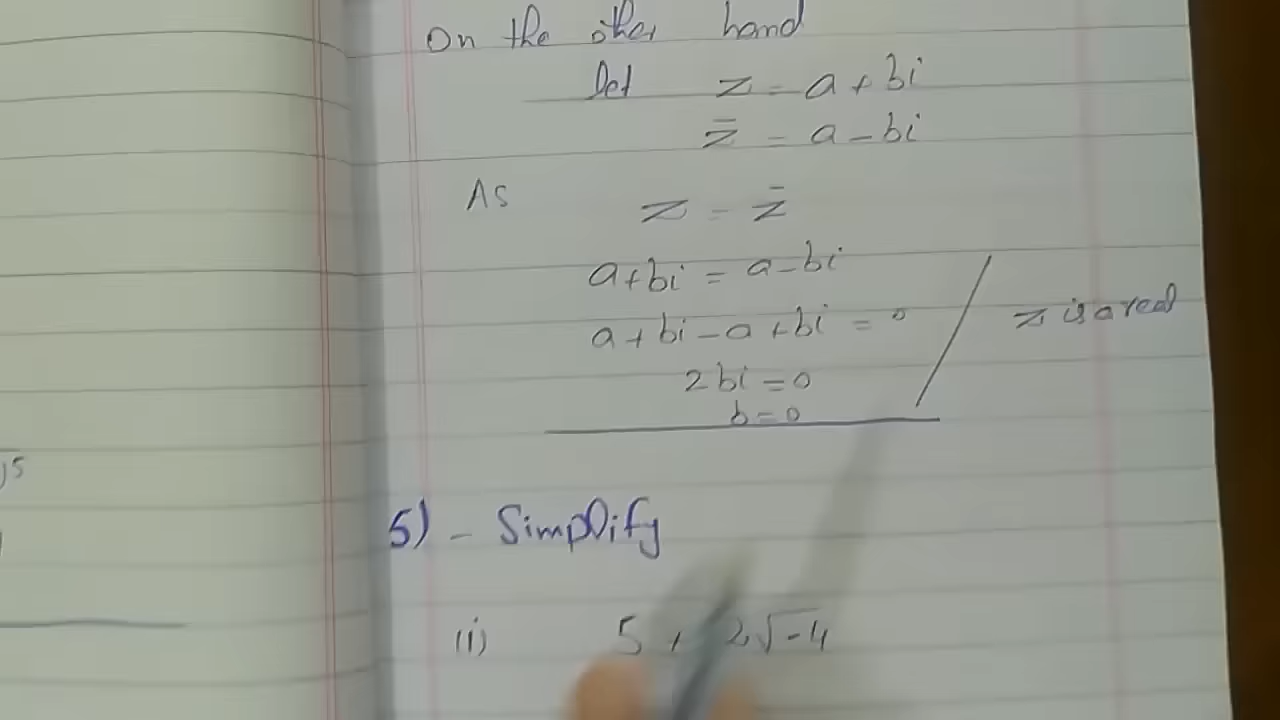 On the other hand
Let z = a + bi
z̄ = a - bi
As z = z̄
a+bi = a-bi
a + bi - a + bi = 0
z is a real
2bi = 0
b = 0
)5
5) - Simplify
(i) 5 + 2√-4